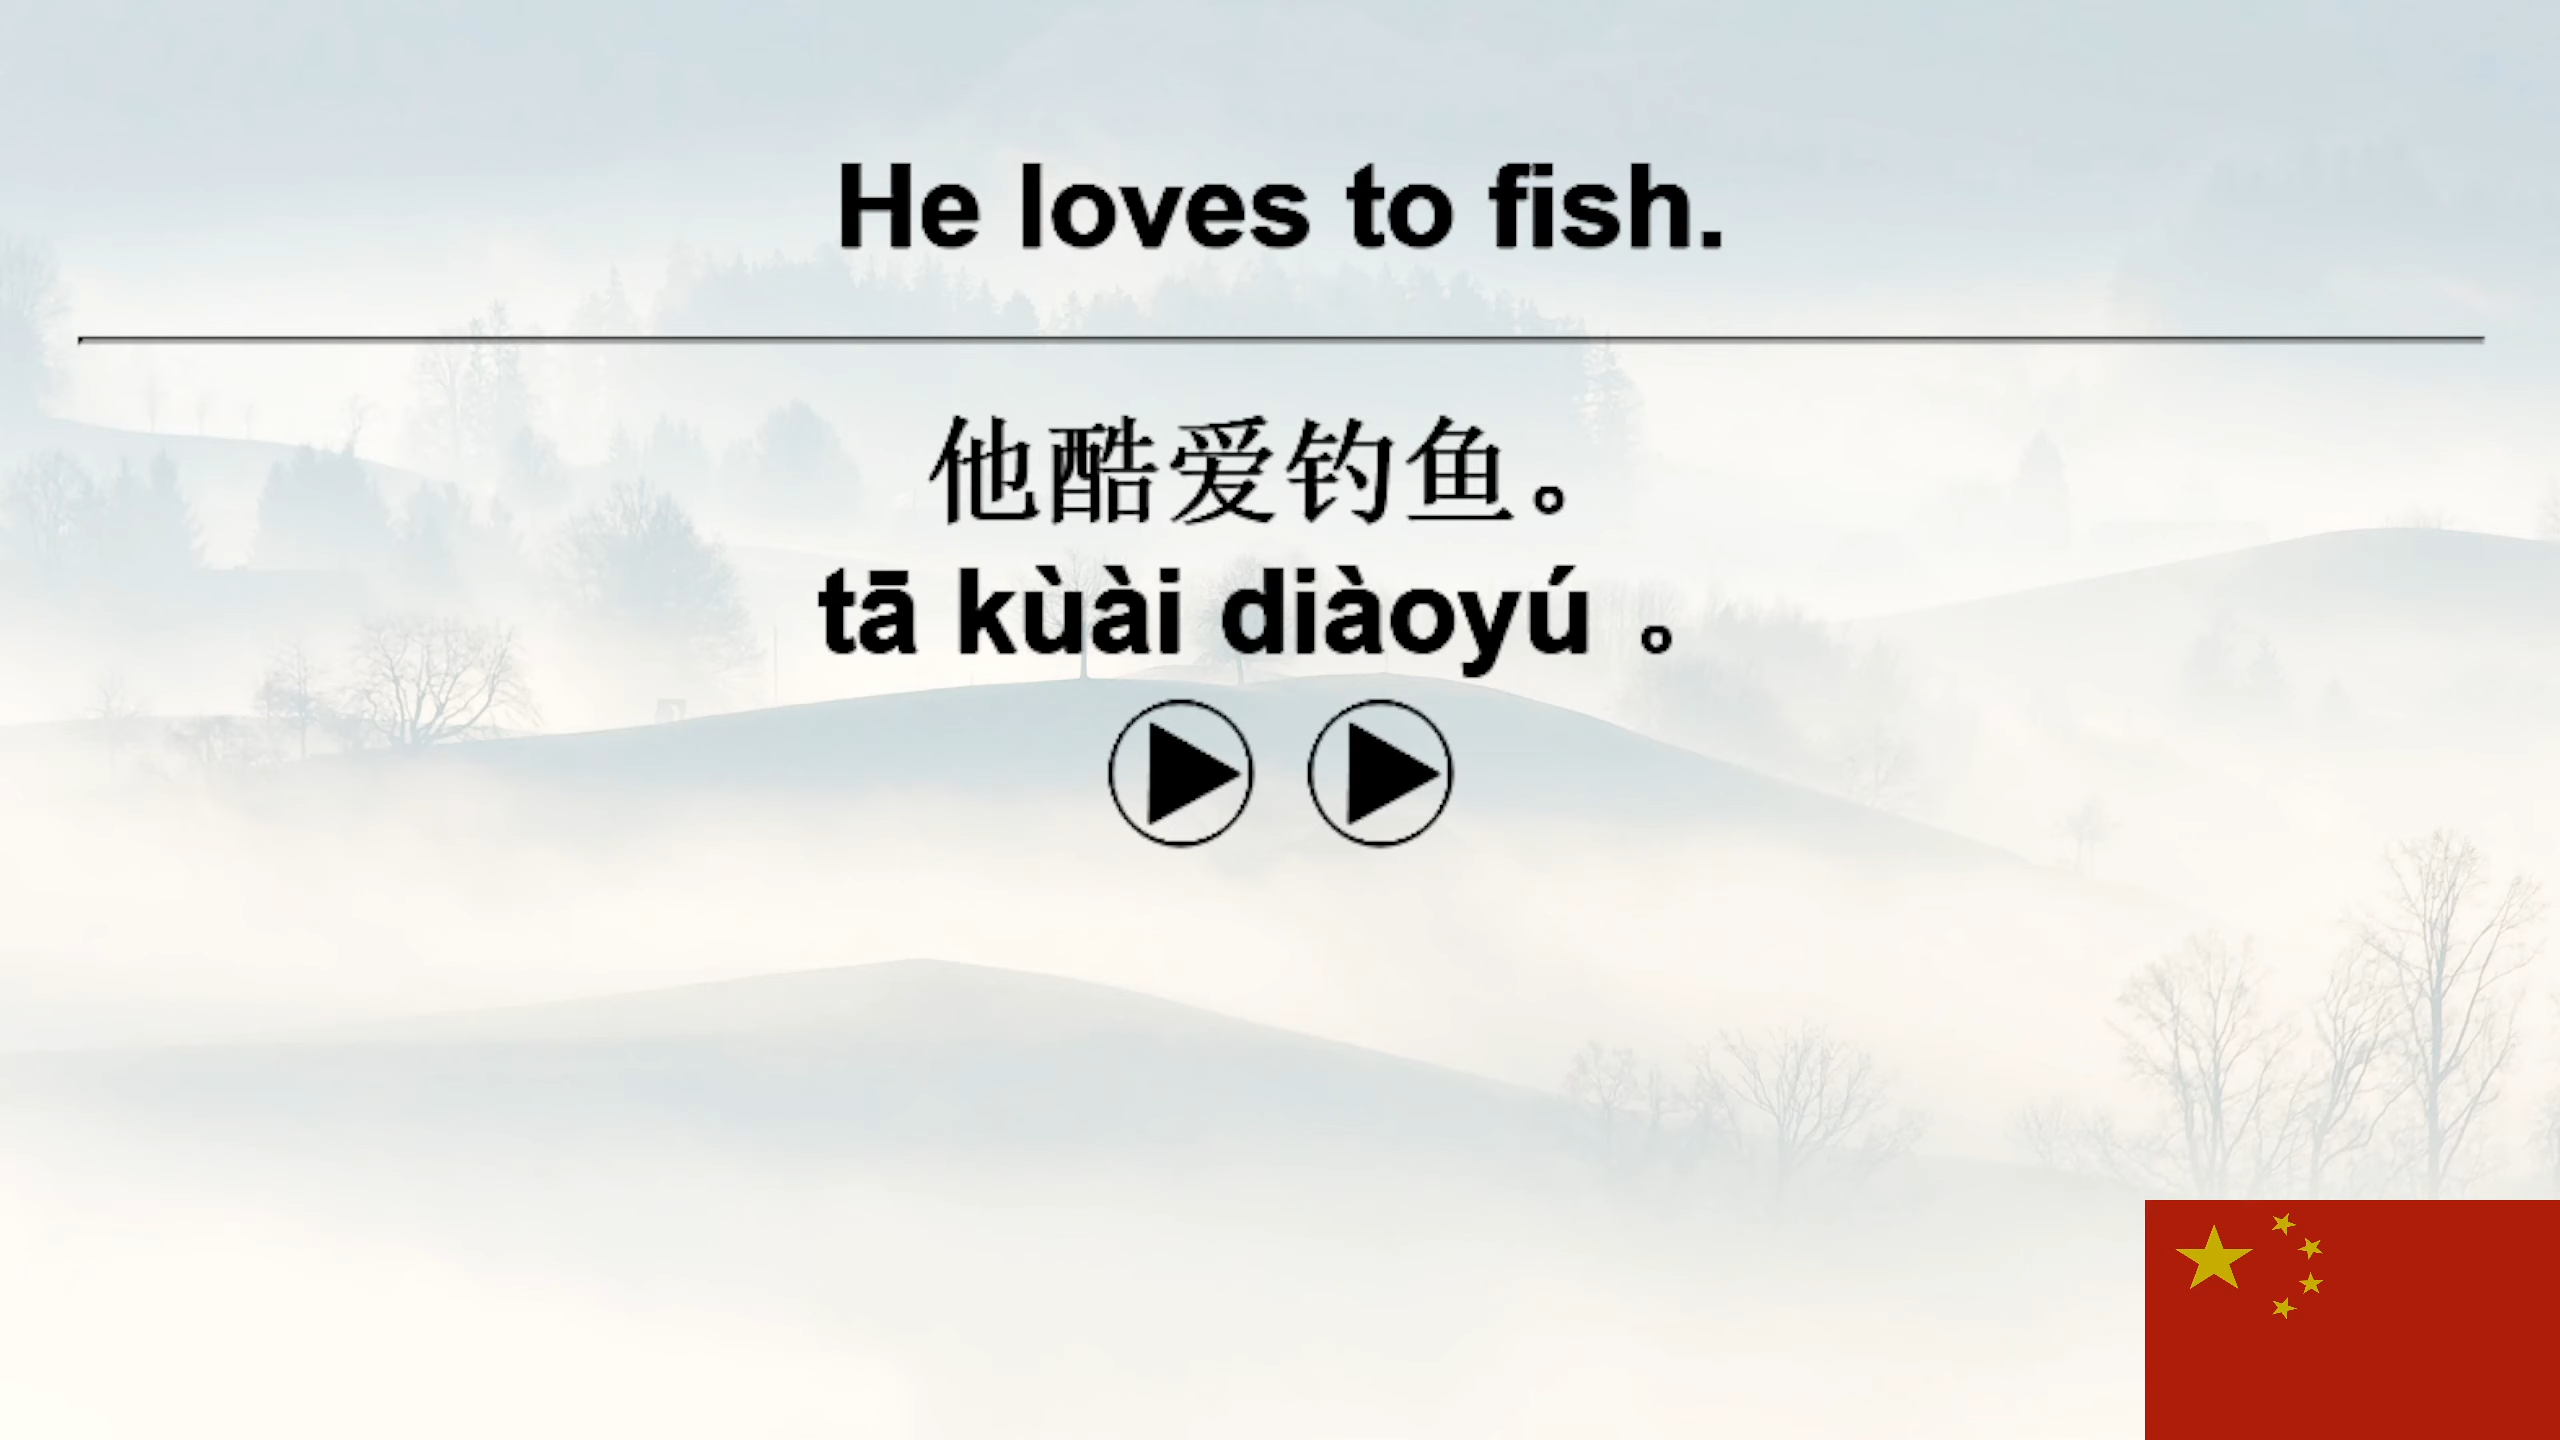 He loves to fish.
他酷爱钓鱼。
tā kùài diàoyú 。